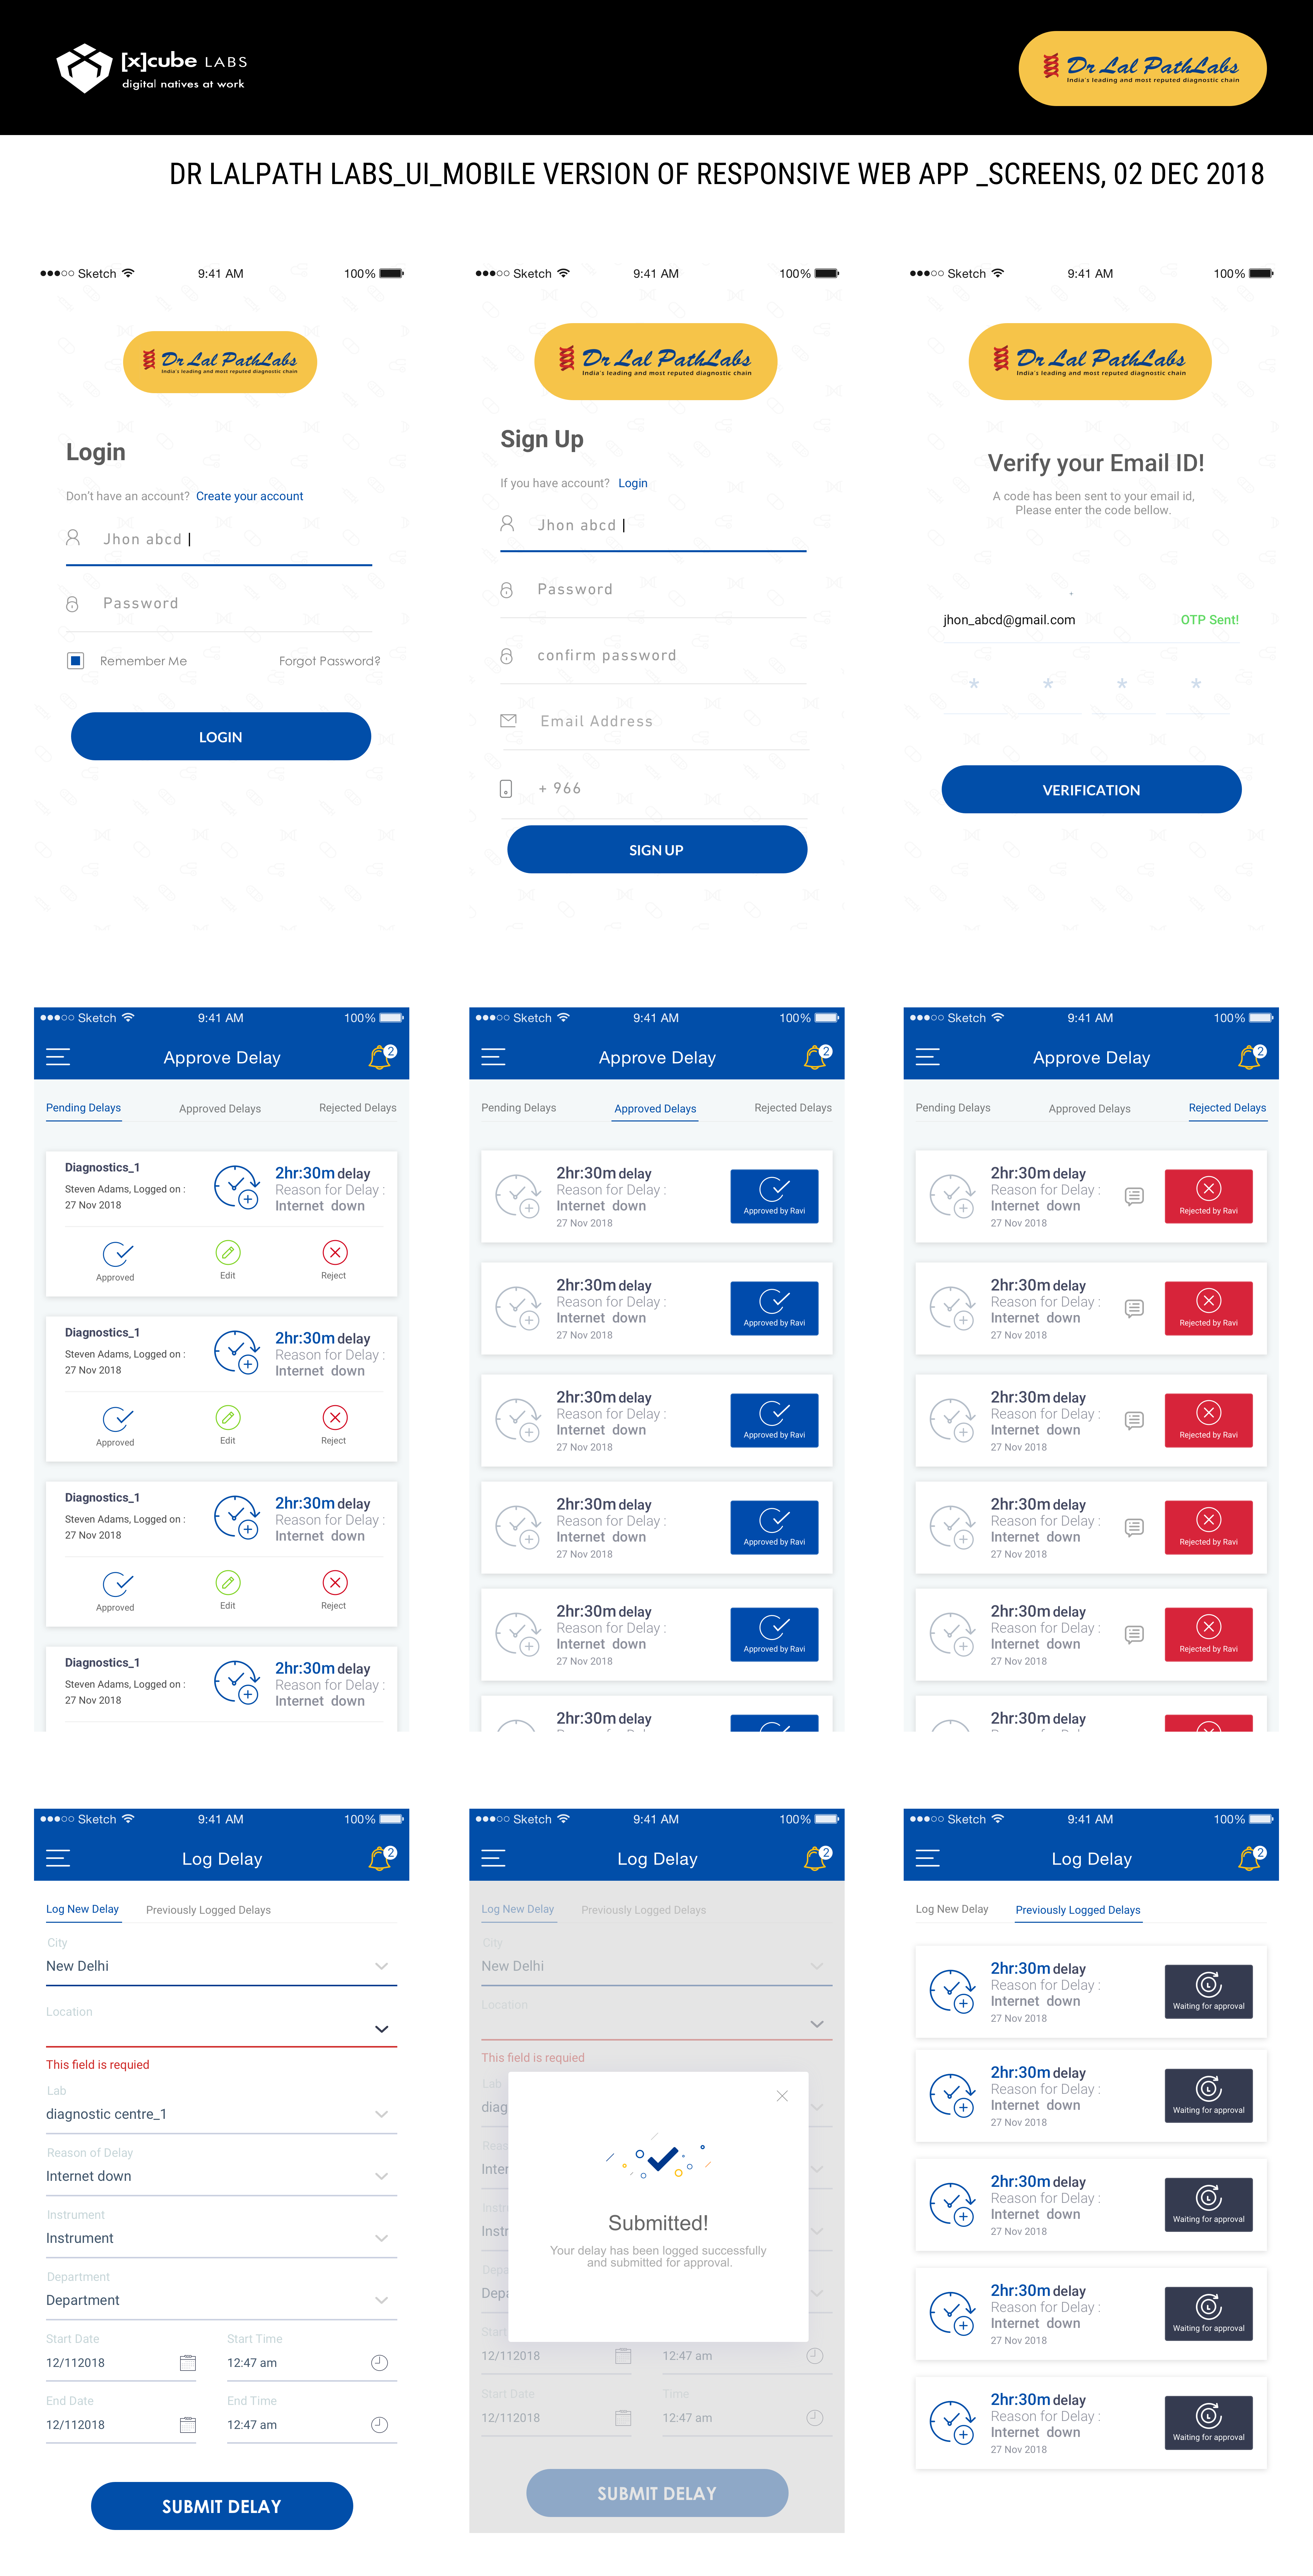 [x]cube LABS
digital natives at work
Dr Lal PathLabs
India's leading and most reputed diagnostic chain
DR LALPATH LABS_UI_MOBILE VERSION OF RESPONSIVE WEB APP _SCREENS, 02 DEC 2018
Sketch 9:41 AM 100%
Dr Lal PathLabs
India's leading and most reputed diagnostic chain
Login
Don't have an account? Create your account
Jhon abcd
Password
Remember Me Forgot Password?
LOGIN
Sketch 9:41 AM 100%
Dr Lal PathLabs
India's leading and most reputed diagnostic chain
Sign Up
If you have account? Login
Jhon abcd
Password
confirm password
Email Address
+ 966
SIGN UP
Sketch 9:41 AM 100%
Dr Lal PathLabs
India's leading and most reputed diagnostic chain
Verify your Email ID!
A code has been sent to your email id,
Please enter the code bellow.
jhon_abcd@gmail.com OTP Sent!
* * * *
VERIFICATION
Sketch 9:41 AM 100%
Approve Delay 2
Pending Delays Approved Delays Rejected Delays
Diagnostics_1
Steven Adams, Logged on :
27 Nov 2018
2hr:30m delay
Reason for Delay :
Internet down
Approved Edit Reject
Diagnostics_1
Steven Adams, Logged on :
27 Nov 2018
2hr:30m delay
Reason for Delay :
Internet down
Approved Edit Reject
Diagnostics_1
Steven Adams, Logged on :
27 Nov 2018
2hr:30m delay
Reason for Delay :
Internet down
Approved Edit Reject
Diagnostics_1
Steven Adams, Logged on :
27 Nov 2018
2hr:30m delay
Reason for Delay :
Internet down
Sketch 9:41 AM 100%
Approve Delay 2
Pending Delays Approved Delays Rejected Delays
2hr:30m delay
Reason for Delay :
Internet down
27 Nov 2018
Approved by Ravi
2hr:30m delay
Reason for Delay :
Internet down
27 Nov 2018
Approved by Ravi
2hr:30m delay
Reason for Delay :
Internet down
27 Nov 2018
Approved by Ravi
2hr:30m delay
Reason for Delay :
Internet down
27 Nov 2018
Approved by Ravi
2hr:30m delay
Reason for Delay :
Internet down
27 Nov 2018
Approved by Ravi
2hr:30m delay
Sketch 9:41 AM 100%
Approve Delay 2
Pending Delays Approved Delays Rejected Delays
2hr:30m delay
Reason for Delay :
Internet down
27 Nov 2018
Rejected by Ravi
2hr:30m delay
Reason for Delay :
Internet down
27 Nov 2018
Rejected by Ravi
2hr:30m delay
Reason for Delay :
Internet down
27 Nov 2018
Rejected by Ravi
2hr:30m delay
Reason for Delay :
Internet down
27 Nov 2018
Rejected by Ravi
2hr:30m delay
Reason for Delay :
Internet down
27 Nov 2018
Rejected by Ravi
2hr:30m delay
Sketch 9:41 AM 100%
Log Delay 2
Log New Delay Previously Logged Delays
City
New Delhi
Location
This field is requied
Lab
diagnostic centre_1
Reason of Delay
Internet down
Instrument
Instrument
Department
Department
Start Date Start Time
12/112018 12:47 am
End Date End Time
12/112018 12:47 am
SUBMIT DELAY
Sketch 9:41 AM 100%
Log Delay 2
Log New Delay Previously Logged Delays
City
New Delhi
Location
This field is requied
Lab
diag
Reas
Inter
Instr
Instr
Depa
Depa
Submitted!
Your delay has been logged successfully
and submitted for approval.
Start
12/112018 12:47 am
Start Date Time
12/112018 12:47 am
SUBMIT DELAY
Sketch 9:41 AM 100%
Log Delay 2
Log New Delay Previously Logged Delays
2hr:30m delay
Reason for Delay :
Internet down
27 Nov 2018
Waiting for approval
2hr:30m delay
Reason for Delay :
Internet down
27 Nov 2018
Waiting for approval
2hr:30m delay
Reason for Delay :
Internet down
27 Nov 2018
Waiting for approval
2hr:30m delay
Reason for Delay :
Internet down
27 Nov 2018
Waiting for approval
2hr:30m delay
Reason for Delay :
Internet down
27 Nov 2018
Waiting for approval